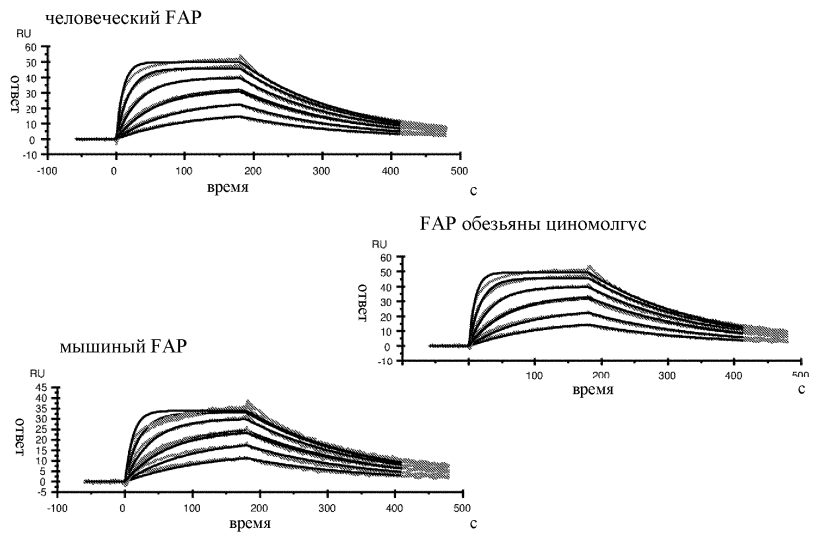 человеческий FAP
RU
60
50
40
30
20
10
0
-10
ответ
-100 0 100 200 300 400 500
время
с
FAP обезьяны циномолгус
RU
60
50
40
30
20
10
0
-10
ответ
100 200 300 400 500
время
с
мышиный FAP
RU
45
40
35
30
25
20
15
10
5
0
-5
ответ
-100 0 100 200 300 400 500
время
с